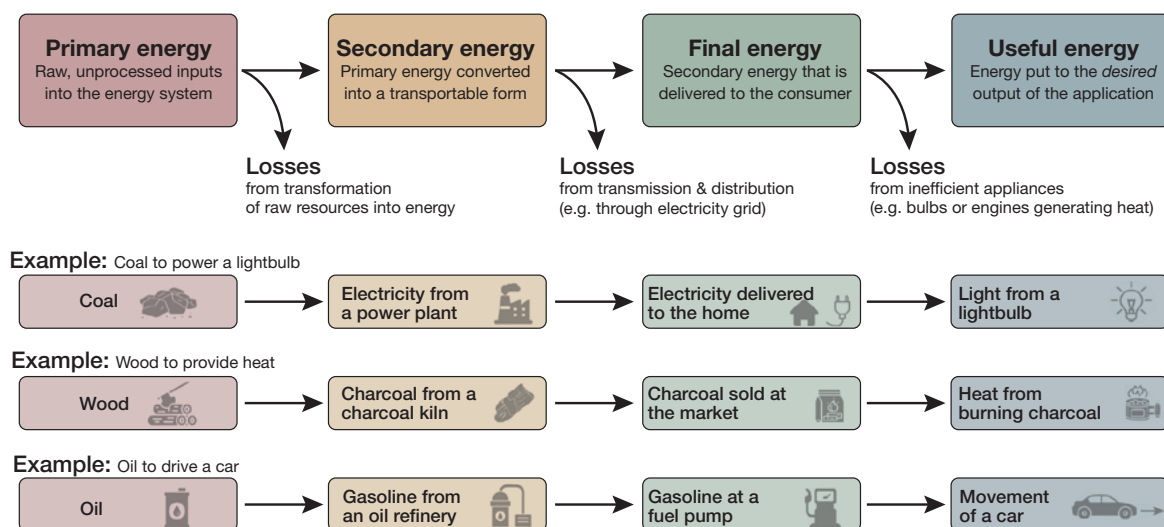 Primary energy
Raw, unprocessed inputs
into the energy system
Secondary energy
Primary energy converted
into a transportable form
Final energy
Secondary energy that is
delivered to the consumer
Useful energy
Energy put to the desired
output of the application
Losses
from transformation
of raw resources into energy
Losses
from transmission & distribution
(e.g. through electricity grid)
Losses
from inefficient appliances
(e.g. bulbs or engines generating heat)
Example: Coal to power a lightbulb
Coal
Electricity from
a power plant
Electricity delivered
to the home
Light from a
lightbulb
Example: Wood to provide heat
Wood
Charcoal from a
charcoal kiln
Charcoal sold at
the market
Heat from
burning charcoal
Example: Oil to drive a car
Oil
Gasoline from
an oil refinery
Gasoline at a
fuel pump
Movement
of a car